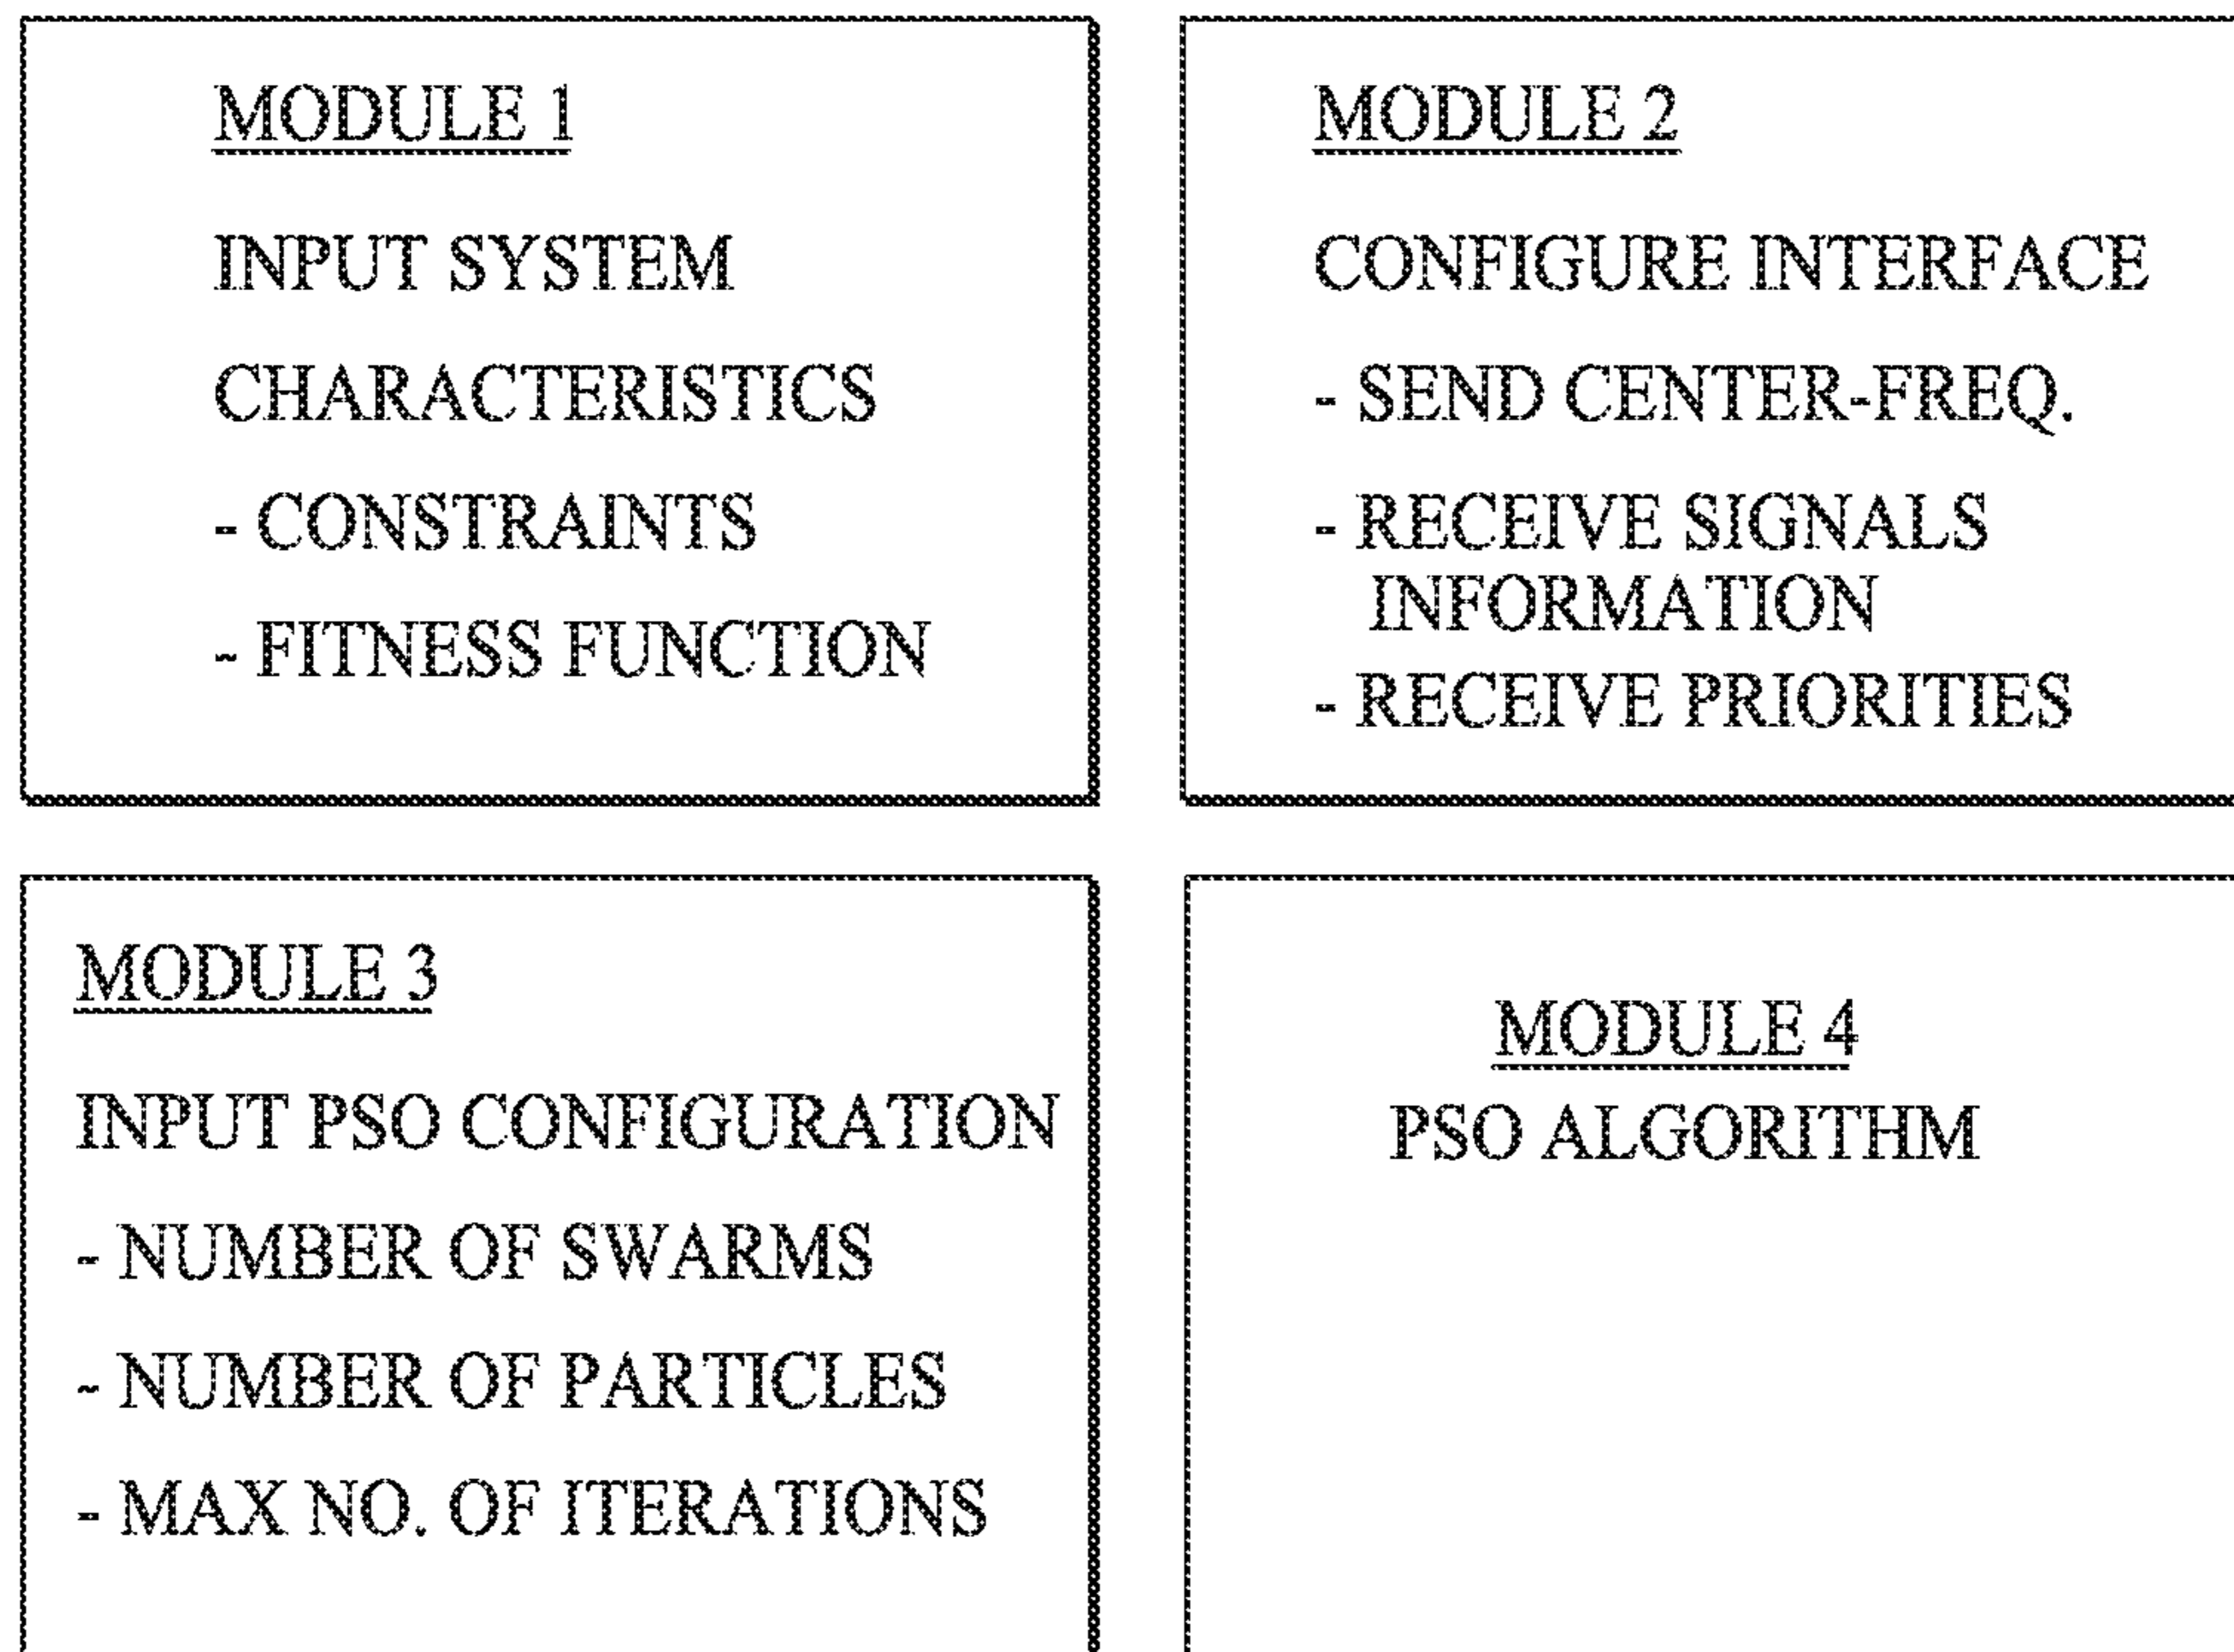 MODULE 1
INPUT SYSTEM
CHARACTERISTICS
- CONSTRAINTS
- FITNESS FUNCTION
MODULE 2
CONFIGURE INTERFACE
- SEND CENTER-FREQ.
- RECEIVE SIGNALS
INFORMATION
- RECEIVE PRIORITIES
MODULE 3
INPUT PSO CONFIGURATION
- NUMBER OF SWARMS
- NUMBER OF PARTICLES
- MAX NO. OF ITERATIONS
MODULE 4
PSO ALGORITHM